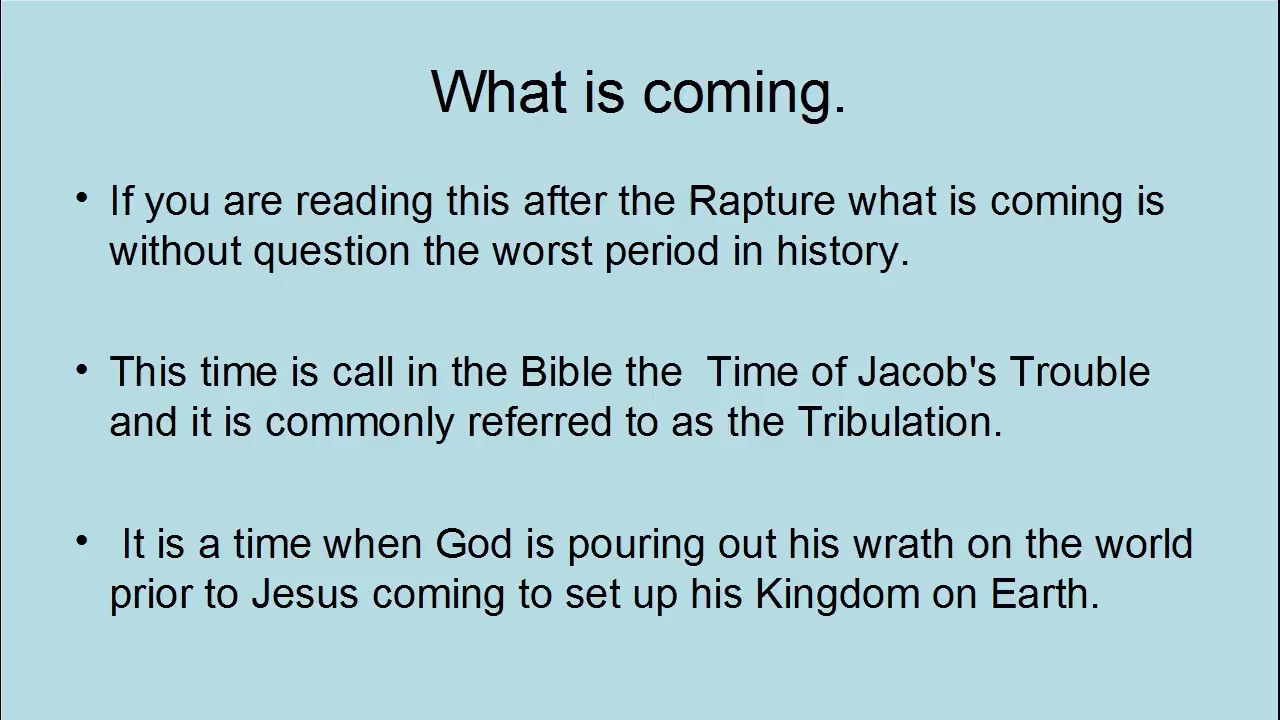 What is coming.
• If you are reading this after the Rapture what is coming is
without question the worst period in history.
• This time is call in the Bible the  Time of Jacob's Trouble
and it is commonly referred to as the Tribulation.
•  It is a time when God is pouring out his wrath on the world
prior to Jesus coming to set up his Kingdom on Earth.